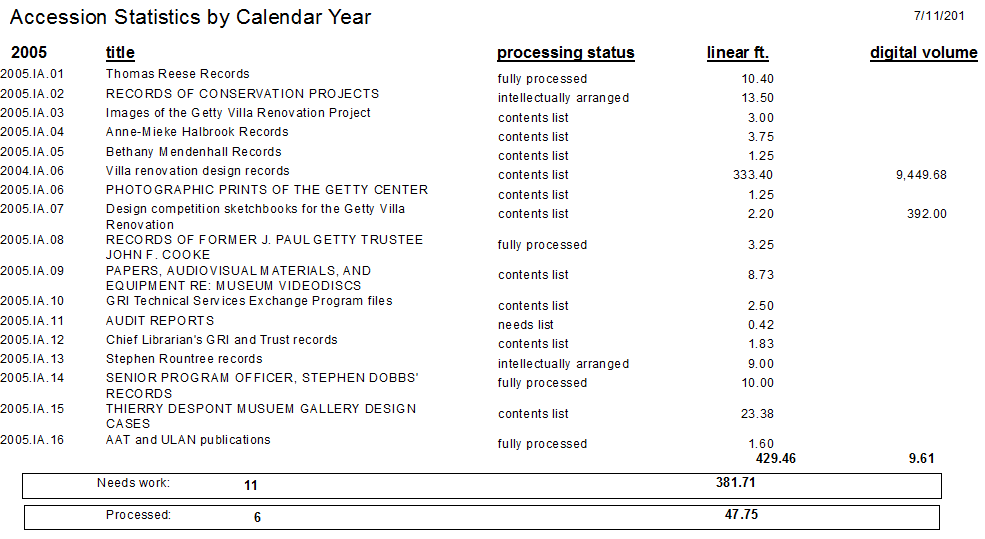 Accession Statistics by Calendar Year 7/11/201
2005 title processing status linear ft. digital volume
2005.IA.01 Thomas Reese Records fully processed 10.40
2005.IA.02 RECORDS OF CONSERVATION PROJECTS intellectually arranged 13.50
2005.IA.03 Images of the Getty Villa Renovation Project contents list 3.00
2005.IA.04 Anne-Mieke Halbrook Records contents list 3.75
2005.IA.05 Bethany Mendenhall Records contents list 1.25
2004.IA.06 Villa renovation design records contents list 333.40 9,449.68
2005.IA.06 PHOTOGRAPHIC PRINTS OF THE GETTY CENTER contents list 1.25
2005.IA.07 Design competition sketchbooks for the Getty Villa contents list 2.20 392.00
Renovation
2005.IA.08 RECORDS OF FORMER J. PAUL GETTY TRUSTEE fully processed 3.25
JOHN F. COOKE
2005.IA.09 PAPERS, AUDIOVISUAL MATERIALS, AND contents list 8.73
EQUIPMENT RE: MUSEUM VIDEODISCS
2005.IA.10 GRI Technical Services Exchange Program files contents list 2.50
2005.IA.11 AUDIT REPORTS needs list 0.42
2005.IA.12 Chief Librarian's GRI and Trust records contents list 1.83
2005.IA.13 Stephen Rountree records intellectually arranged 9.00
2005.IA.14 SENIOR PROGRAM OFFICER, STEPHEN DOBBS' fully processed 10.00
RECORDS
2005.IA.15 THIERRY DESPONT MUSUEM GALLERY DESIGN contents list 23.38
CASES
2005.IA.16 AAT and ULAN publications fully processed 1.60
429.46 9.61
Needs work: 11 381.71
Processed: 6 47.75